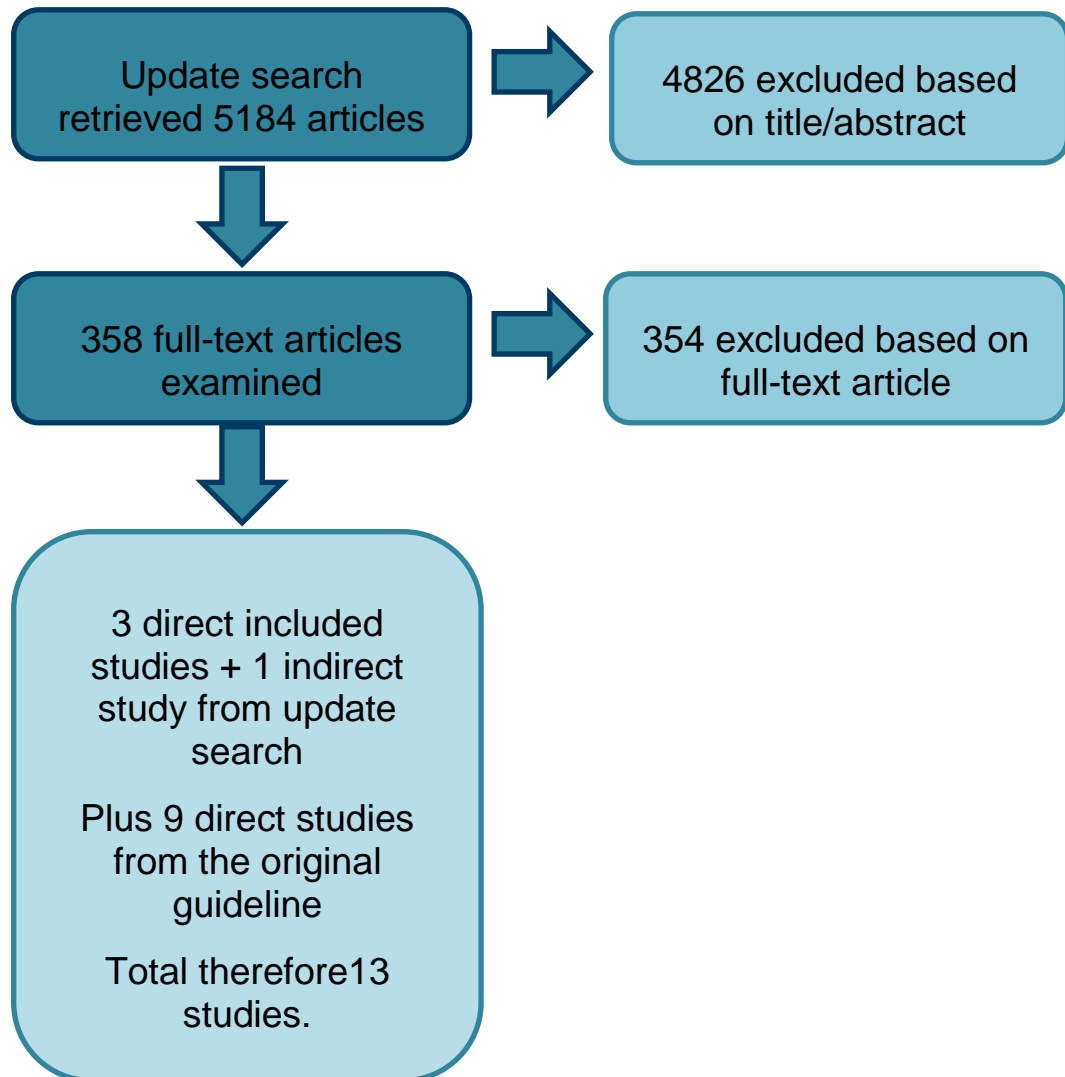 Update search
retrieved 5184 articles
4826 excluded based
on title/abstract
358 full-text articles
examined
354 excluded based on
full-text article
3 direct included
studies + 1 indirect
study from update
search
Plus 9 direct studies
from the original
guideline
Total therefore13
studies.